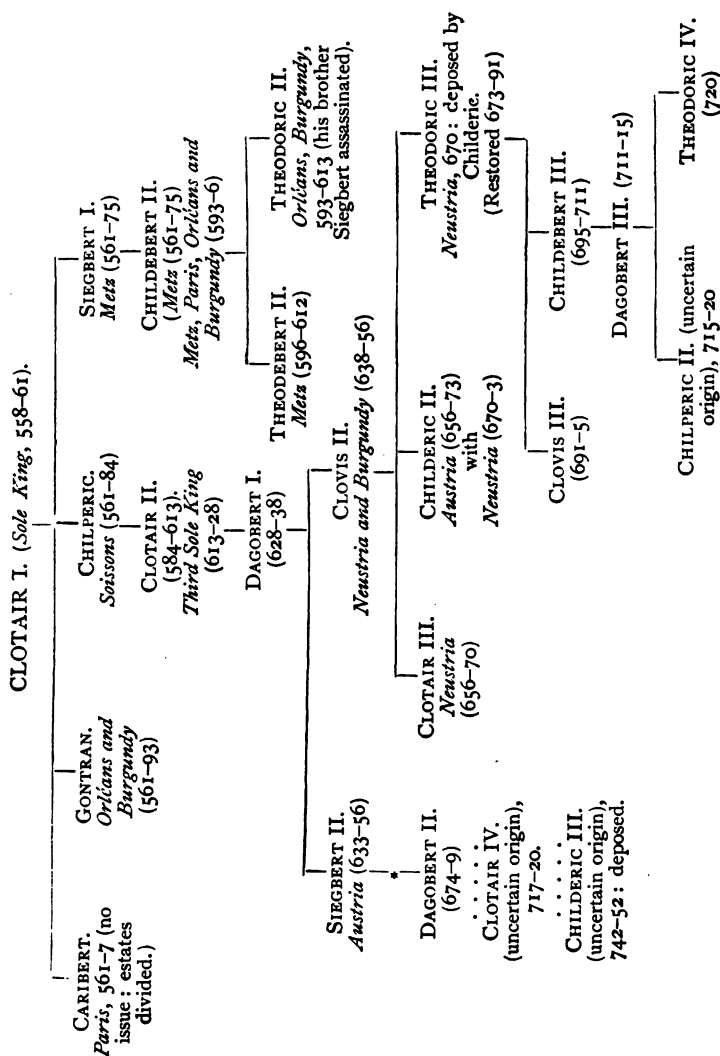 CLOTAIR I. (Sole King, 558–61).
CARIBERT.
Paris, 561–7 (no
issue : estates
divided.)
GONTRAN.
Orléans and
Burgundy
(561–93)
CHILPERIC.
Soissons (561–84)
CLOTAIR II.
(584–613).
Third Sole King
(613–28)
DAGOBERT I.
(628–38)
SIEGBERT I.
Metz (561–75)
CHILDEBERT II.
(Metz (561–75)
Metz, Paris, Orléans and
Burgundy (593–6)
THEODEBERT II.
Metz (596–612)
THEODORIC II.
Orléans, Burgundy,
593–613 (his brother
Siegbert assassinated).
SIEGBERT II.
Austria (633–56)
*
DAGOBERT II.
(674–9)
. . . . . .
CLOTAIR IV.
(uncertain origin),
717–20.
. . . . . .
CHILDERIC III.
(uncertain origin),
742–52 : deposed.
CLOVIS II.
Neustria and Burgundy (638–56)
CLOTAIR III.
Neustria
(656–70)
CHILDERIC II.
Austria (656–73)
with
Neustria (670–3)
THEODORIC III.
Neustria, 670 : deposed by
Childeric.
(Restored 673–91)
CLOVIS III.
(691–5)
CHILDEBERT III.
(695–711)
DAGOBERT III. (711–15)
CHILPERIC II. (uncertain
origin), 715–20
THEODORIC IV.
(720)